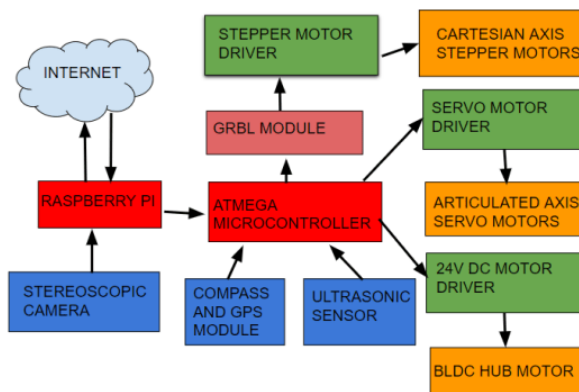 STEPPER MOTOR
DRIVER
CARTESIAN AXIS
STEPPER MOTORS
INTERNET
GRBL MODULE
SERVO MOTOR
DRIVER
RASPBERRY PI
ATMEGA
MICROCONTROLLER
ARTICULATED AXIS
SERVO MOTORS
STEREOSCOPIC
CAMERA
COMPASS
AND GPS
MODULE
ULTRASONIC
SENSOR
24V DC MOTOR
DRIVER
BLDC HUB MOTOR